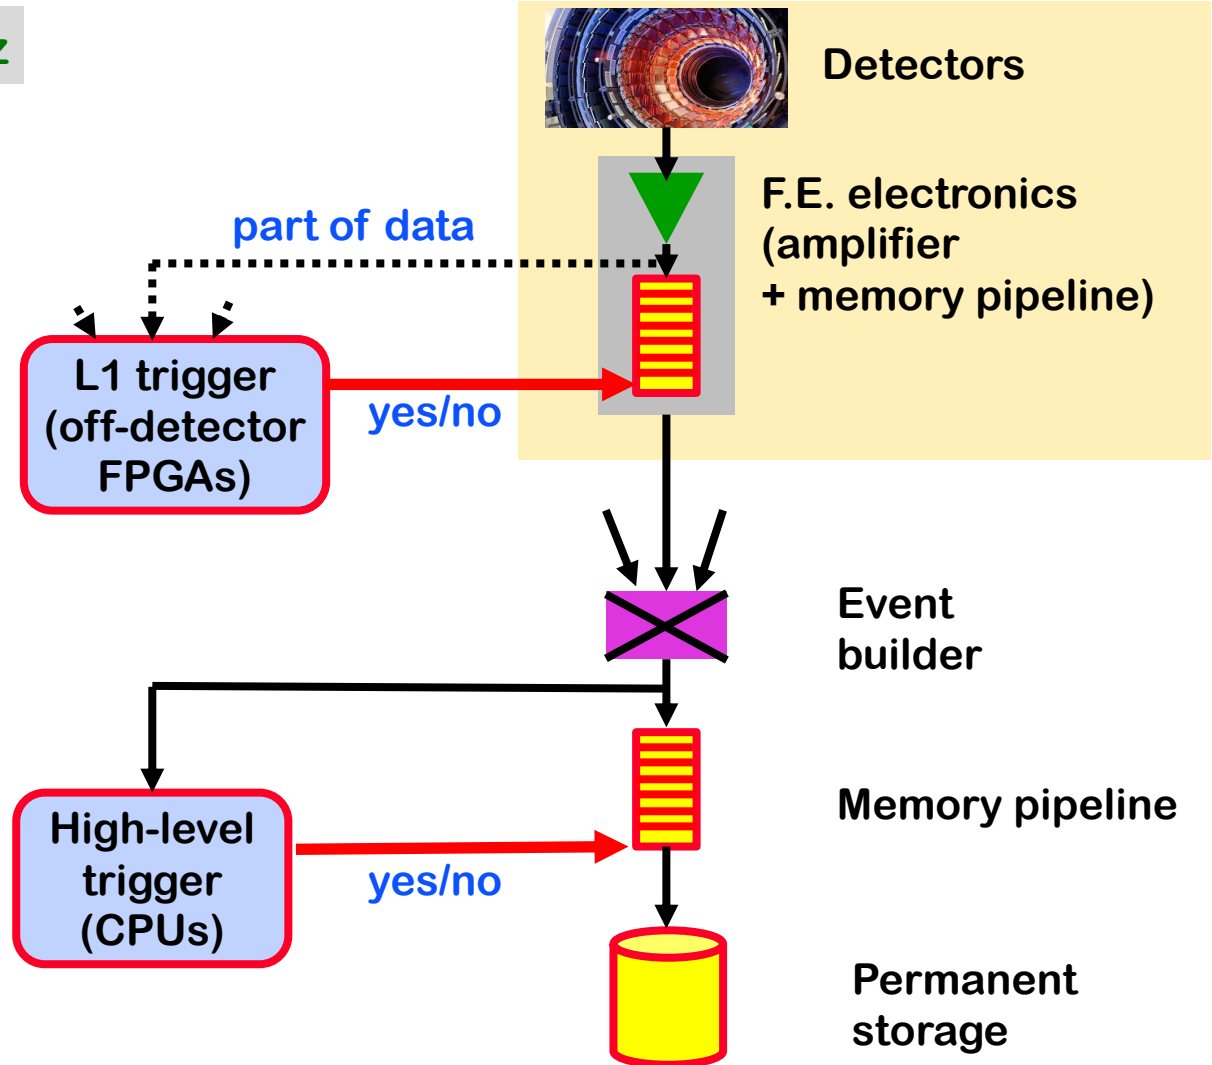 z
Detectors
F.E. electronics
(amplifier
+ memory pipeline)
part of data
L1 trigger
(off-detector
FPGAs)
yes/no
Event
builder
High-level
trigger
(CPUs)
yes/no
Memory pipeline
Permanent
storage